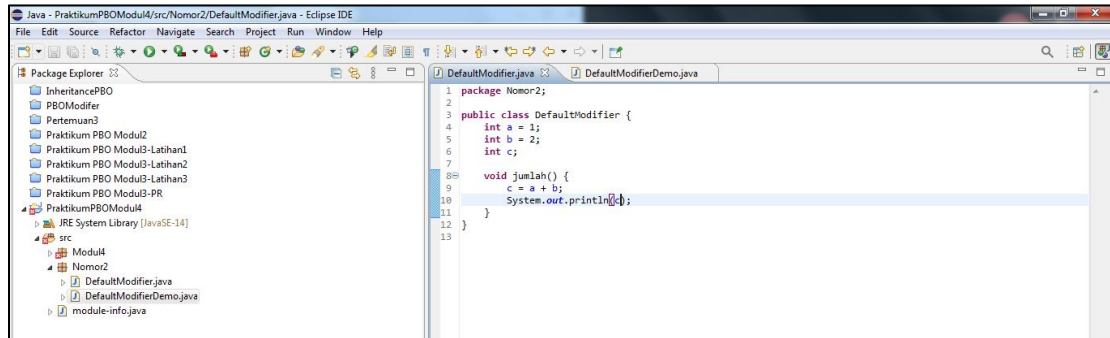 Java - PraktikumPBOModul4/src/Nomor2/DefaultModifier.java - Eclipse IDE
File Edit Source Refactor Navigate Search Project Run Window Help
Package Explorer
InheritancePBO
PBOModifer
Pertemuan3
Praktikum PBO Modul2
Praktikum PBO Modul3-Latihan1
Praktikum PBO Modul3-Latihan2
Praktikum PBO Modul3-Latihan3
Praktikum PBO Modul3-PR
PraktikumPBOModul4
JRE System Library [JavaSE-14]
src
Modul4
Nomor2
DefaultModifier.java
DefaultModifierDemo.java
module-info.java
DefaultModifier.java DefaultModifierDemo.java
1 package Nomor2;
2
3 public class DefaultModifier {
4 int a = 1;
5 int b = 2;
6 int c;
7
8 void jumlah() {
9 c = a + b;
10 System.out.println(c);
11 }
12 }
13